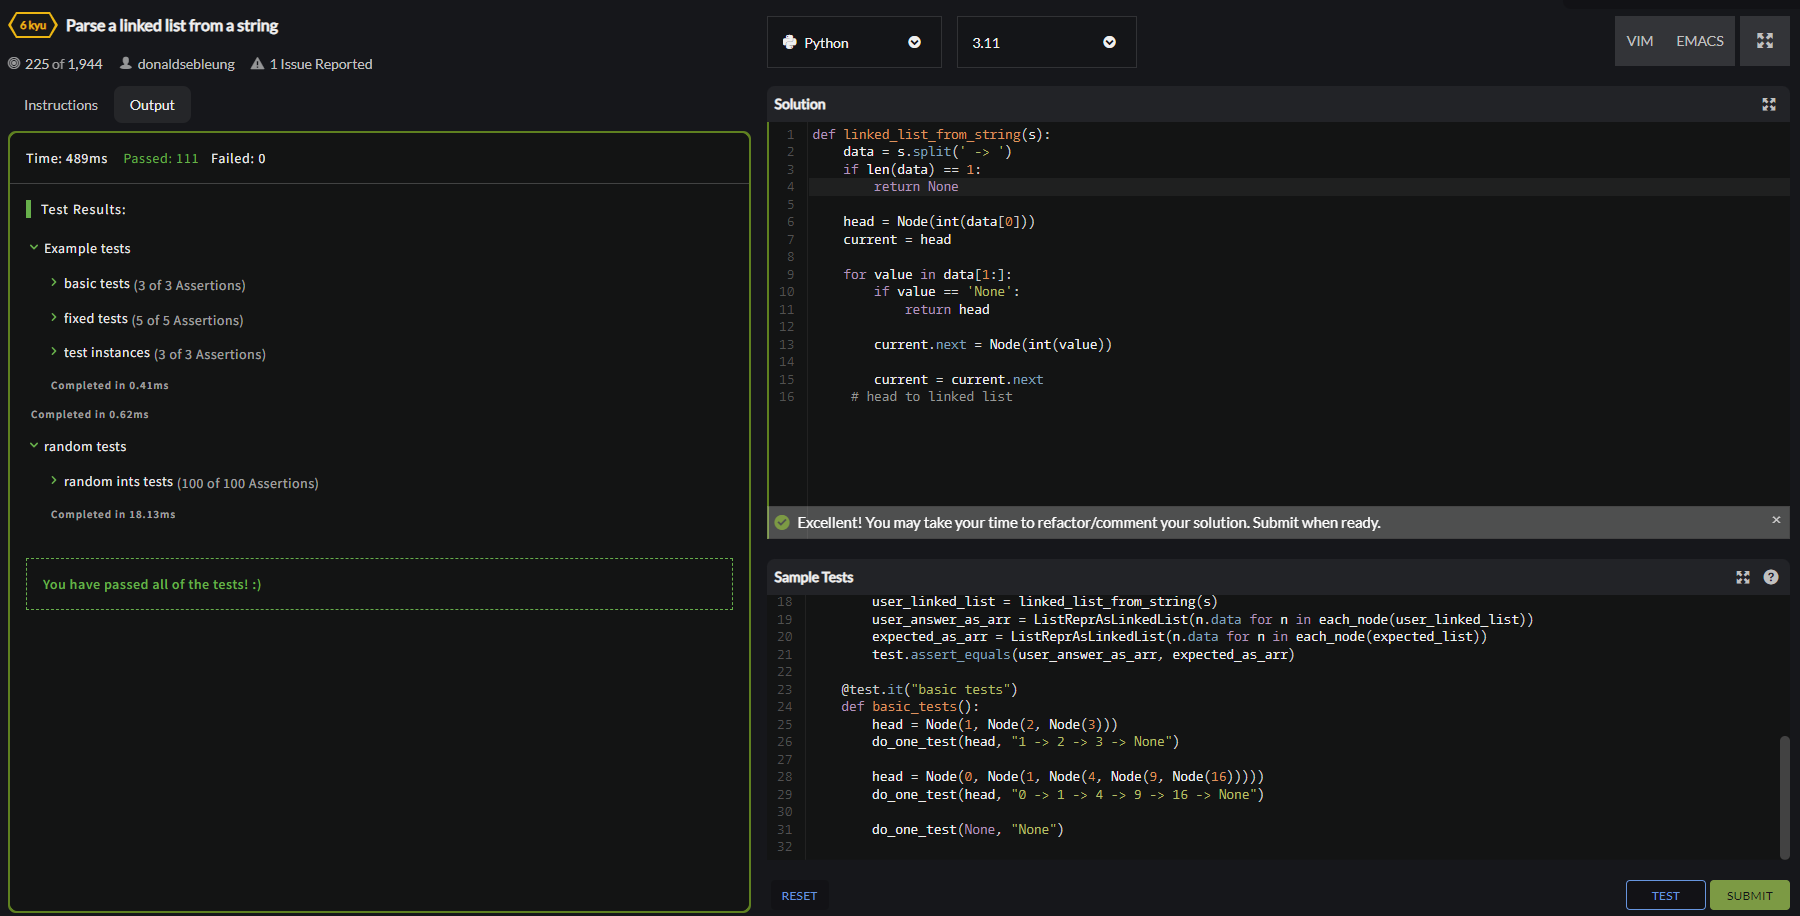 6 kyu Parse a linked list from a string
225 of 1,944 donaldsebleung 1 Issue Reported
Instructions Output
Time: 489ms Passed: 111 Failed: 0
Test Results:
Example tests
basic tests (3 of 3 Assertions)
fixed tests (5 of 5 Assertions)
test instances (3 of 3 Assertions)
Completed in 0.41ms
Completed in 0.62ms
random tests
random ints tests (100 of 100 Assertions)
Completed in 18.13ms
You have passed all of the tests! :)
Python 3.11 VIM EMACS
Solution
1 def linked_list_from_string(s):
2 data = s.split(' -> ')
3 if len(data) == 1:
4 return None
5
6 head = Node(int(data[0]))
7 current = head
8
9 for value in data[1:]:
10 if value == 'None':
11 return head
12
13 current.next = Node(int(value))
14
15 current = current.next
16 # head to linked list
Excellent! You may take your time to refactor/comment your solution. Submit when ready. ×
Sample Tests ?
18 user_linked_list = linked_list_from_string(s)
19 user_answer_as_arr = ListReprAsLinkedList(n.data for n in each_node(user_linked_list))
20 expected_as_arr = ListReprAsLinkedList(n.data for n in each_node(expected_list))
21 test.assert_equals(user_answer_as_arr, expected_as_arr)
22
23 @test.it("basic tests")
24 def basic_tests():
25 head = Node(1, Node(2, Node(3)))
26 do_one_test(head, "1 -> 2 -> 3 -> None")
27
28 head = Node(0, Node(1, Node(4, Node(9, Node(16)))))
29 do_one_test(head, "0 -> 1 -> 4 -> 9 -> 16 -> None")
30
31 do_one_test(None, "None")
32
RESET TEST SUBMIT